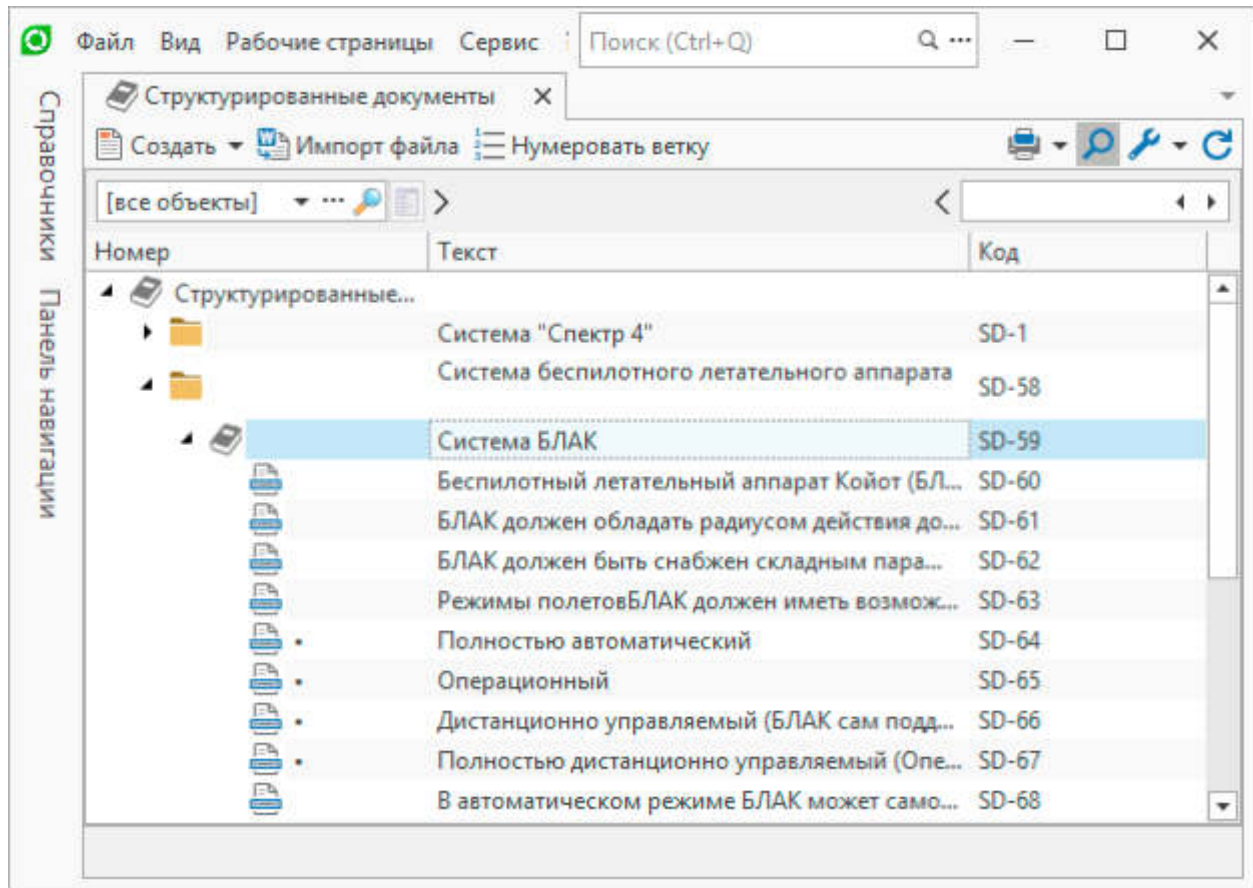 Файл Вид Рабочие страницы Сервис Поиск (Ctrl+Q)
Справочники
Панель навигации
Структурированные документы
Создать Импорт файла Нумеровать ветку
[все объекты]
Номер Текст Код
Структурированные...
Система "Спектр 4" SD-1
Система беспилотного летательного аппарата SD-58
Система БЛАК SD-59
Беспилотный летательный аппарат Койот (БЛ... SD-60
БЛАК должен обладать радиусом действия до... SD-61
БЛАК должен быть снабжен складным пара... SD-62
Режимы полетовБЛАК должен иметь возмож... SD-63
Полностью автоматический SD-64
Операционный SD-65
Дистанционно управляемый (БЛАК сам подд... SD-66
Полностью дистанционно управляемый (Опе... SD-67
В автоматическом режиме БЛАК может само... SD-68